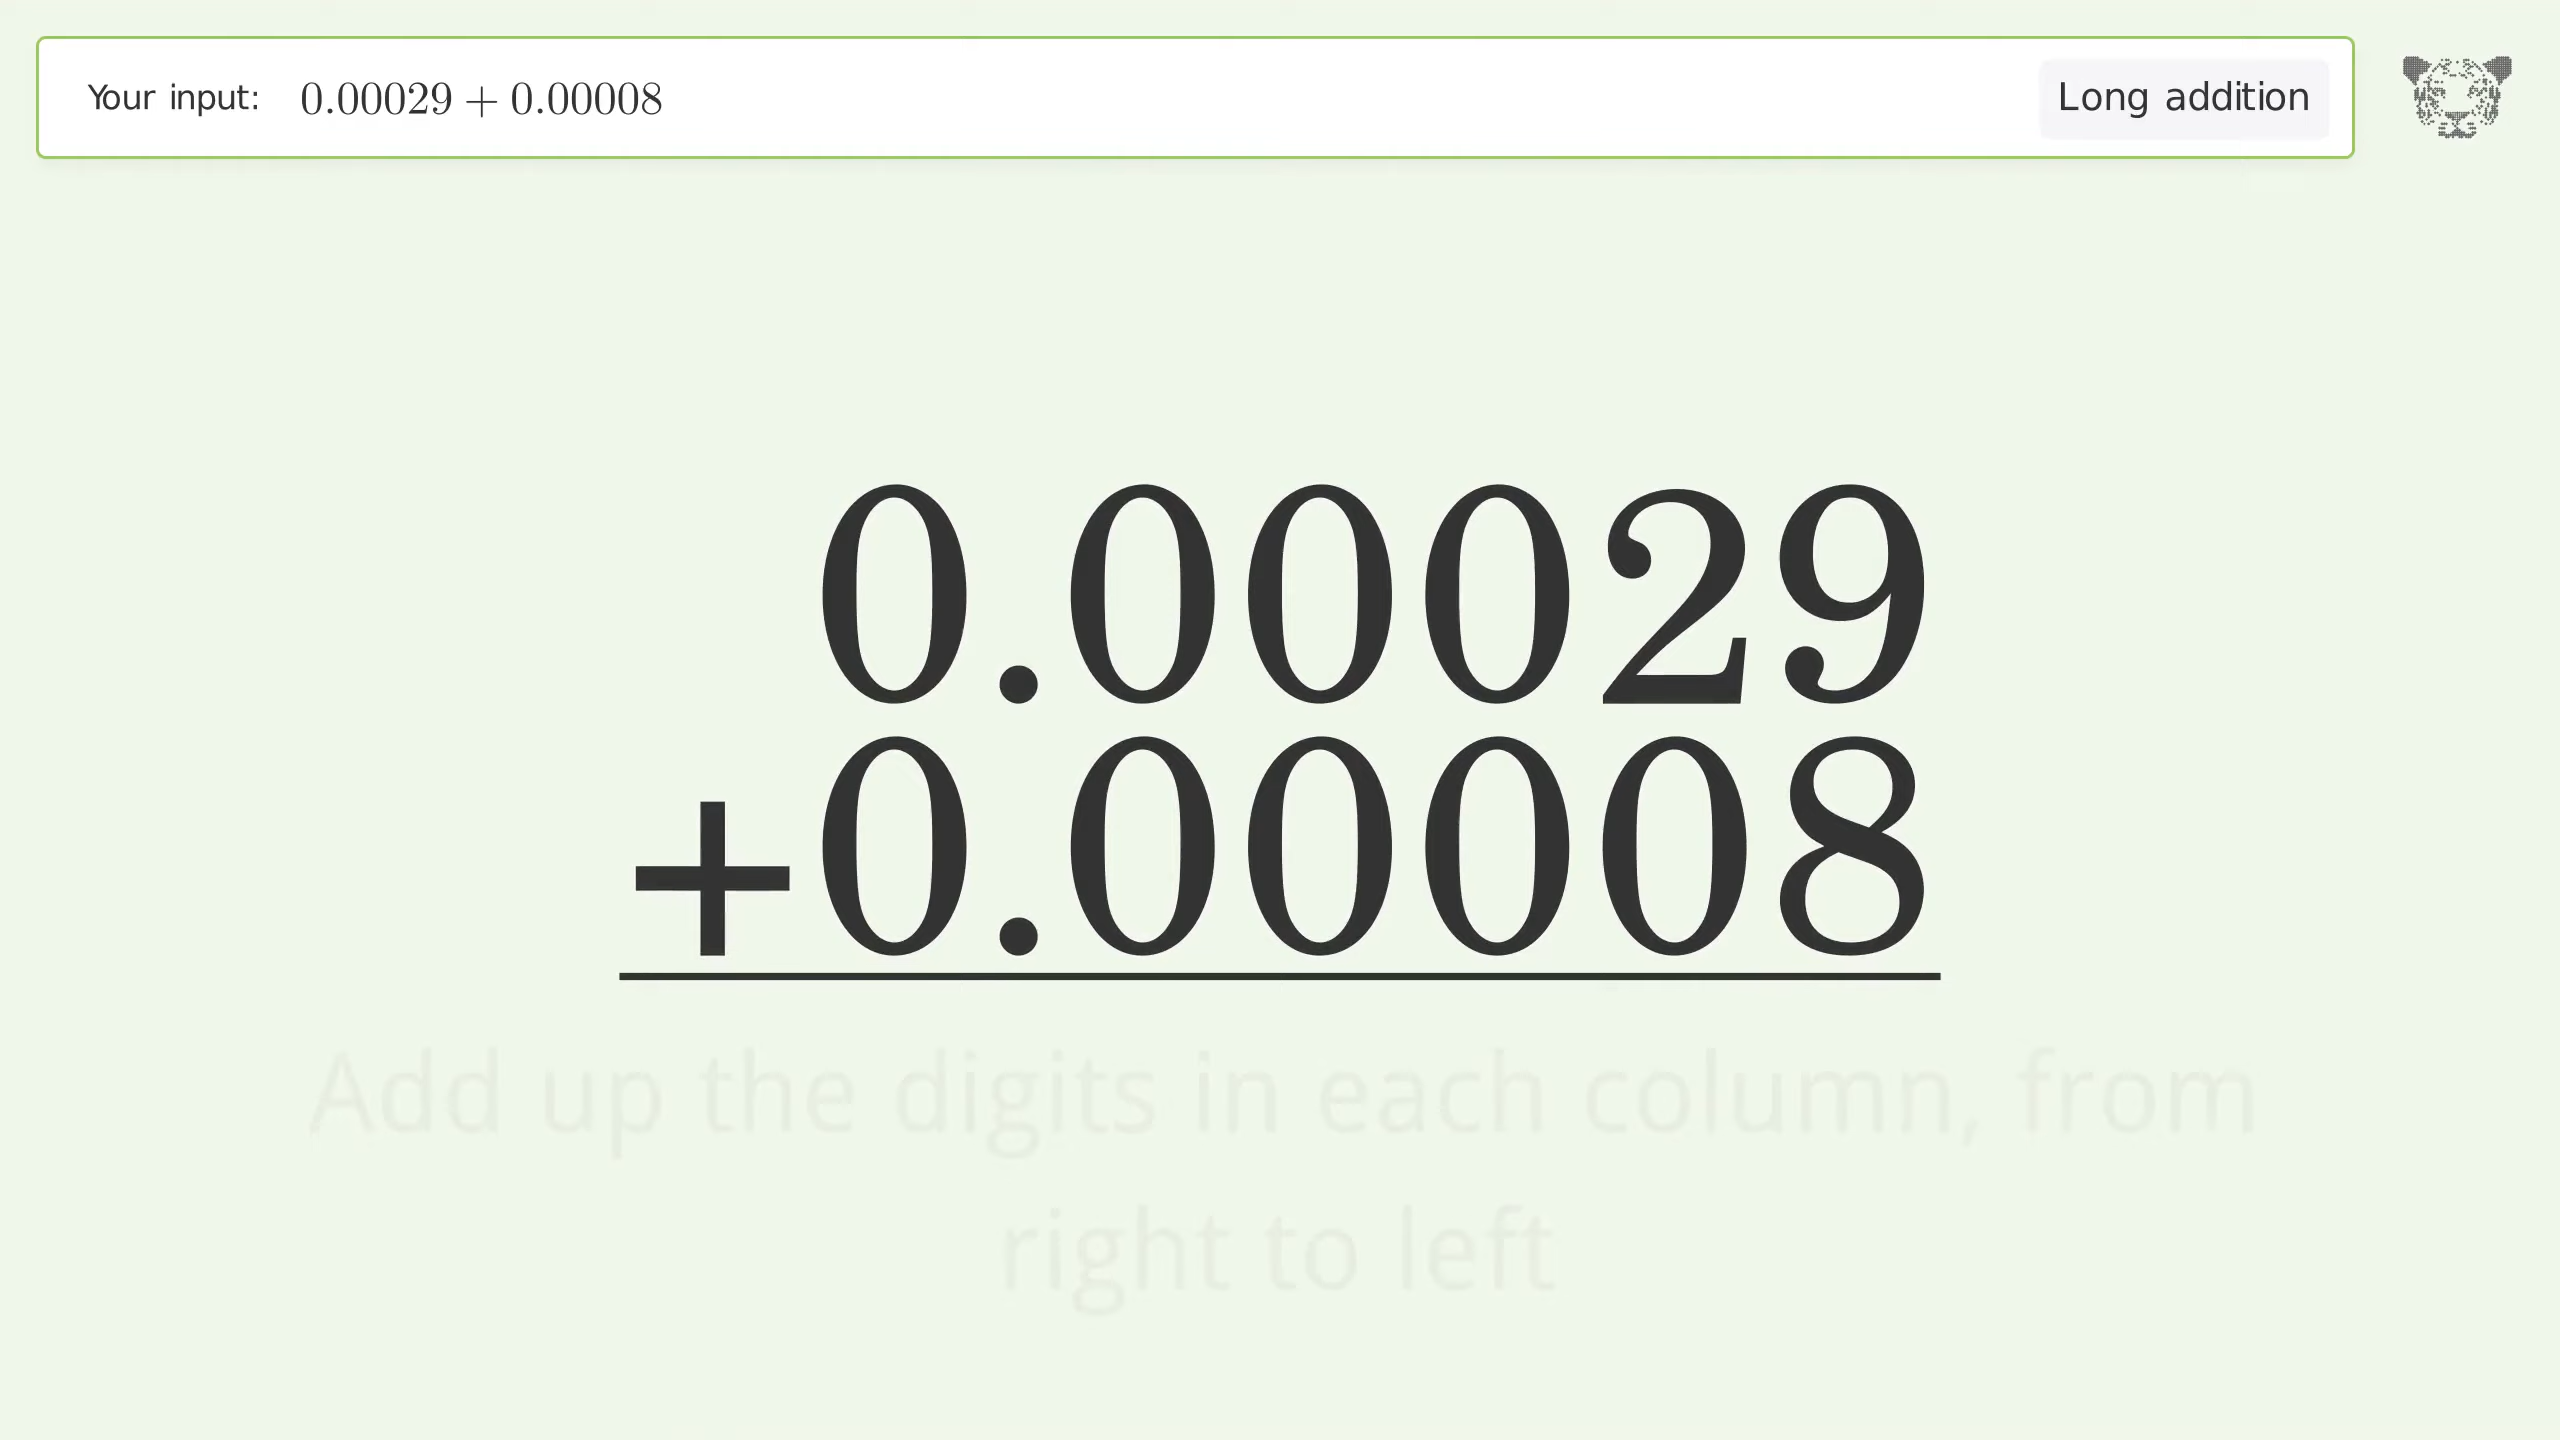 Your input: 0.00029 + 0.00008 Long addition
0.00029
+0.00008
Add up the digits in each column, from
right to left